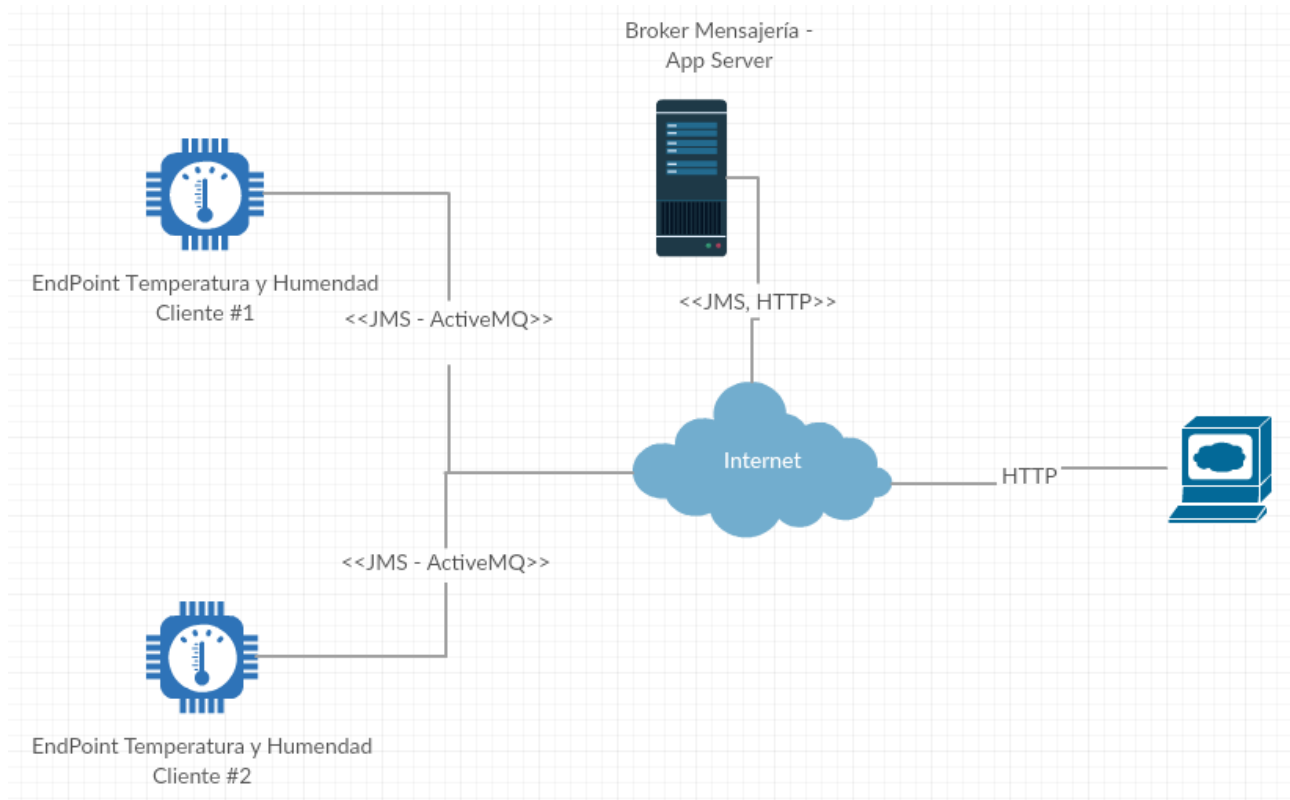 Broker Mensajería -
App Server
EndPoint Temperatura y Humendad
Cliente #1
<<JMS - ActiveMQ>>
<<JMS, HTTP>>
Internet
HTTP
<<JMS - ActiveMQ>>
EndPoint Temperatura y Humendad
Cliente #2